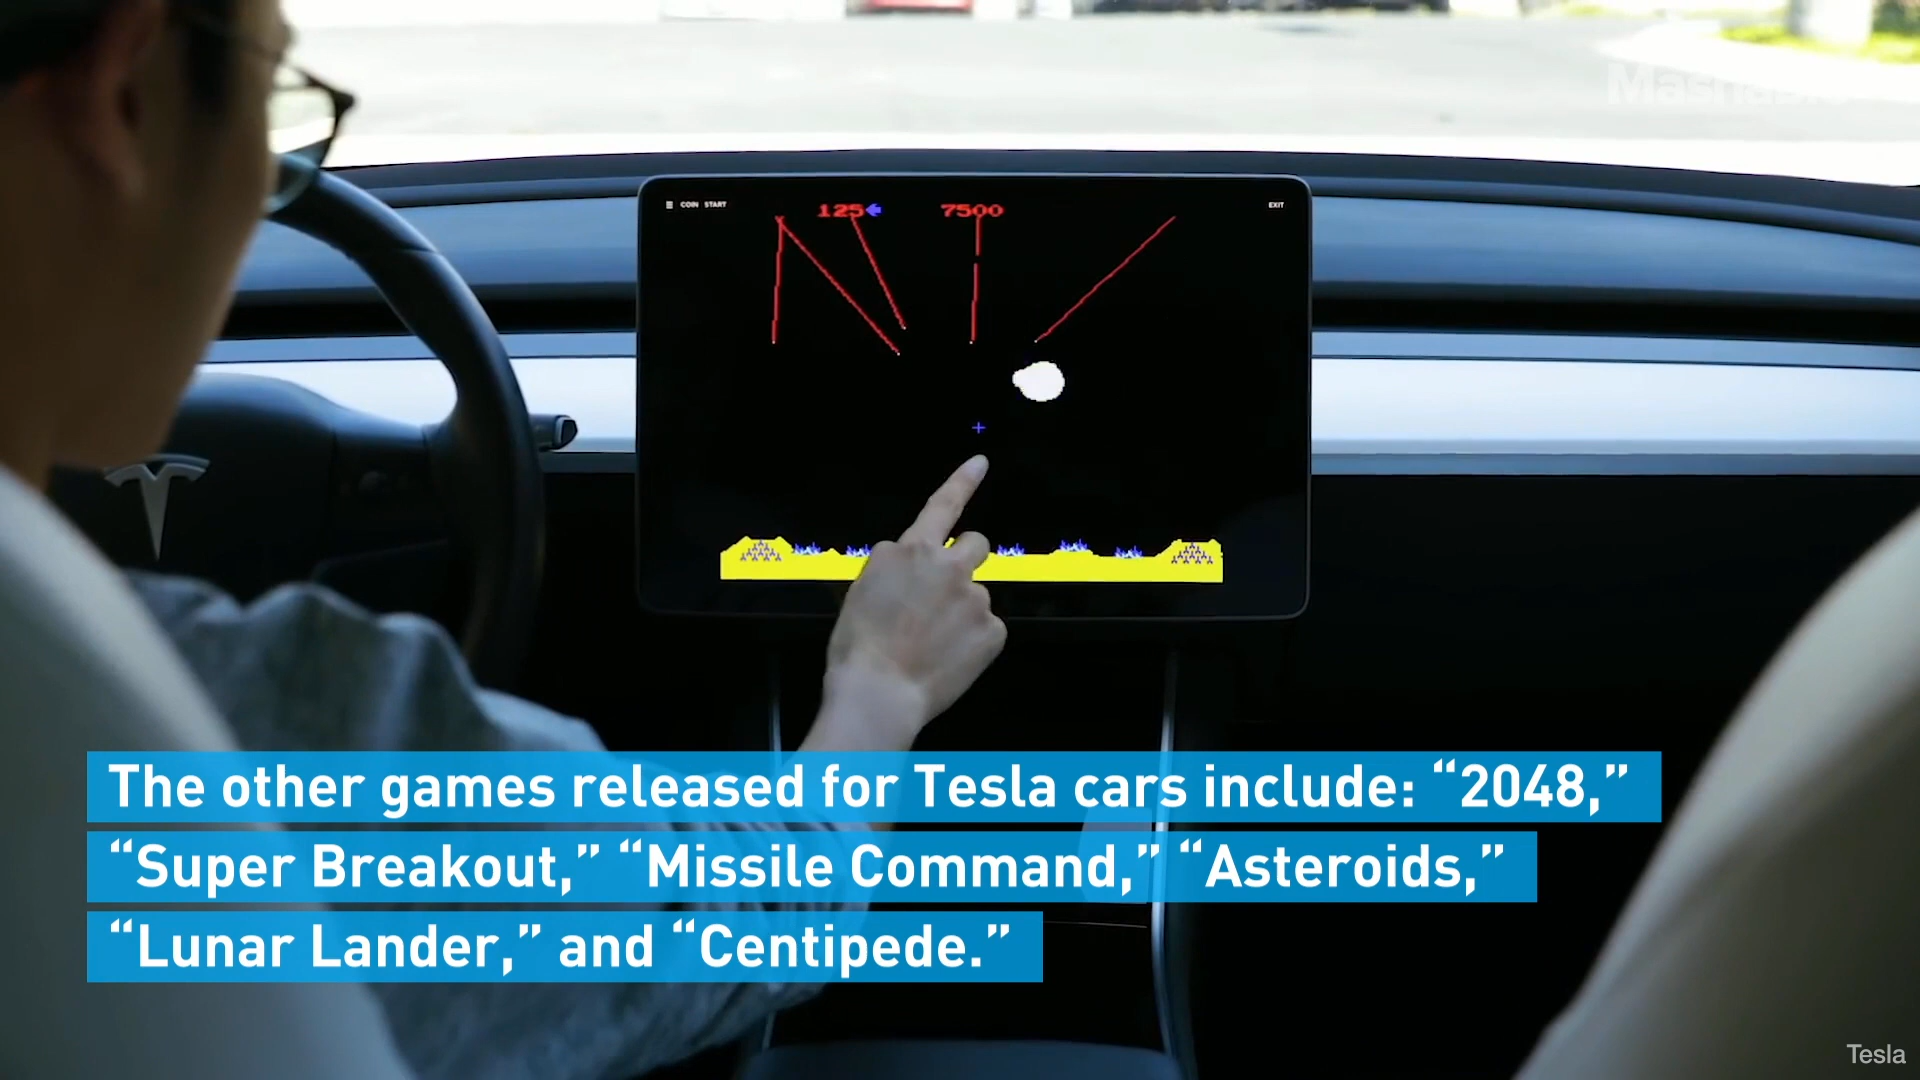 Mashable
COIN START
EXIT
125
7500
The other games released for Tesla cars include: “2048,”
“Super Breakout,” “Missile Command,” “Asteroids,”
“Lunar Lander,” and “Centipede.”
Tesla